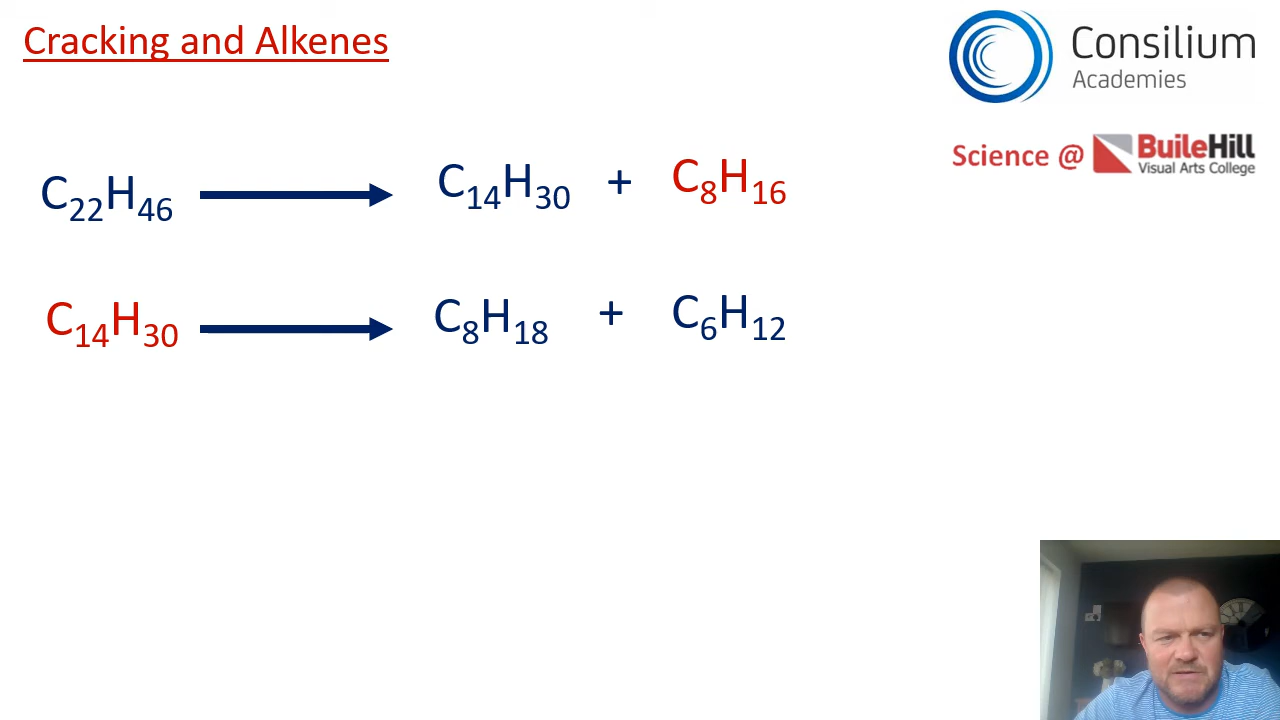 Cracking and Alkenes
Consilium
Academies
Science @ BuileHill
Visual Arts College
C₂₂H₄₆ → C₁₄H₃₀ + C₈H₁₆
C₁₄H₃₀ → C₈H₁₈ + C₆H₁₂